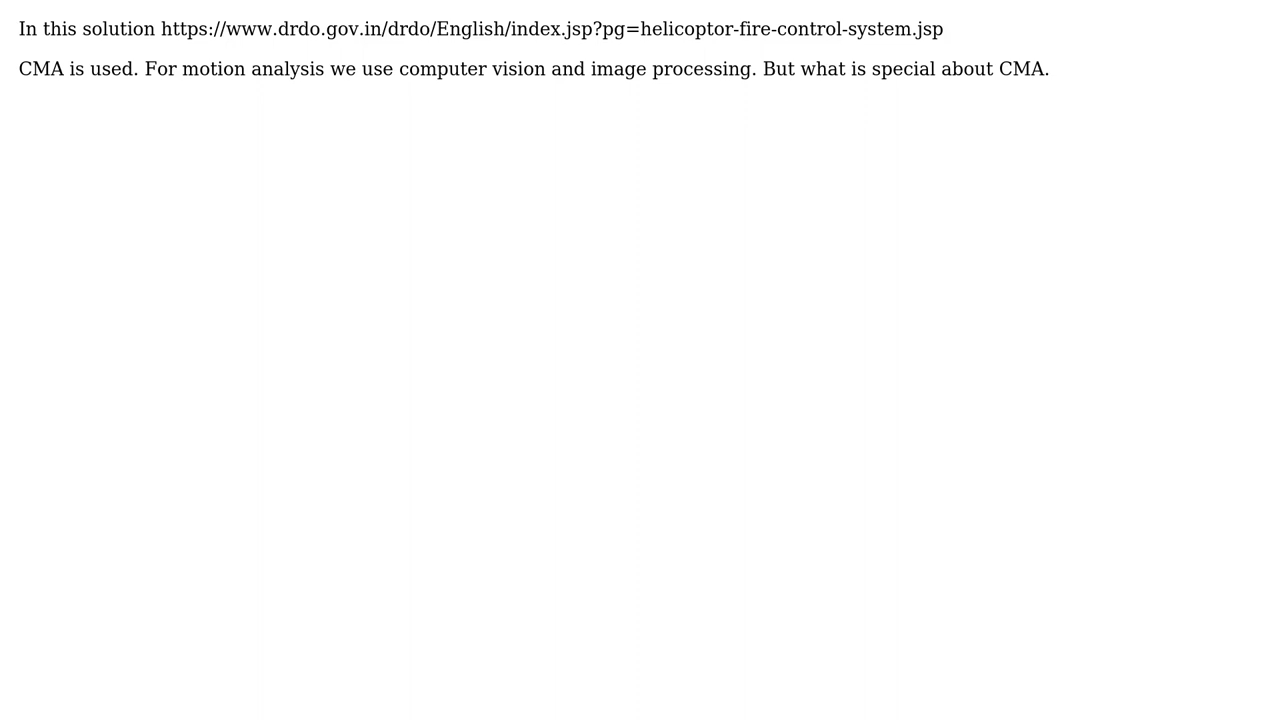 In this solution https://www.drdo.gov.in/drdo/English/index.jsp?pg=helicoptor-fire-control-system.jsp
CMA is used. For motion analysis we use computer vision and image processing. But what is special about CMA.